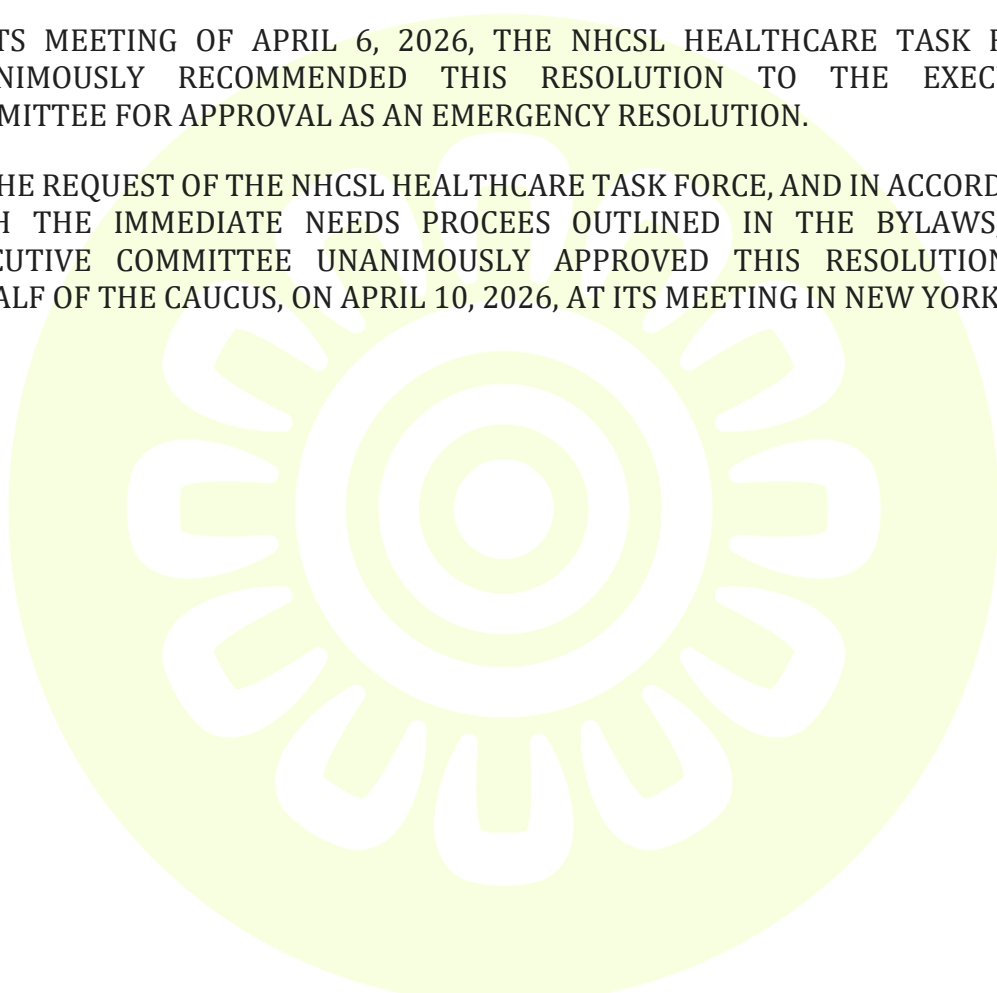 TS MEETING OF APRIL 6, 2026, THE NHCSL HEALTHCARE TASK
NIMOUSLY RECOMMENDED THIS RESOLUTION TO THE EXEC
MITTEE FOR APPROVAL AS AN EMERGENCY RESOLUTION.
HE REQUEST OF THE NHCSL HEALTHCARE TASK FORCE, AND IN ACCORD
H THE IMMEDIATE NEEDS PROCEES OUTLINED IN THE BYLAWS,
CUTIVE COMMITTEE UNANIMOUSLY APPROVED THIS RESOLUTION
ALF OF THE CAUCUS, ON APRIL 10, 2026, AT ITS MEETING IN NEW YORK